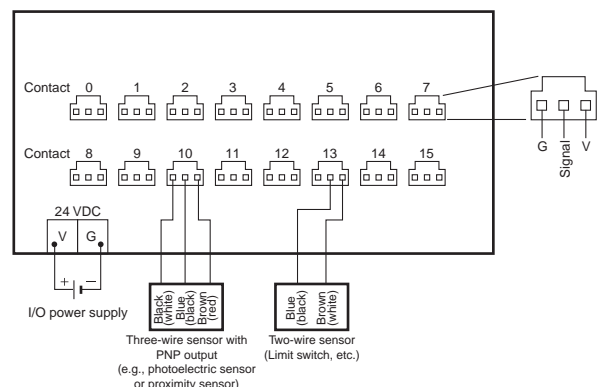 Contact 0 1 2 3 4 5 6 7
G Signal V
Contact 8 9 10 11 12 13 14 15
24 VDC
V G
+ −
I/O power supply
Black (white)
Blue (black)
Brown (red)
Blue (black)
Brown (white)
Three-wire sensor with
PNP output
(e.g., photoelectric sensor
or proximity sensor)
Two-wire sensor
(Limit switch, etc.)